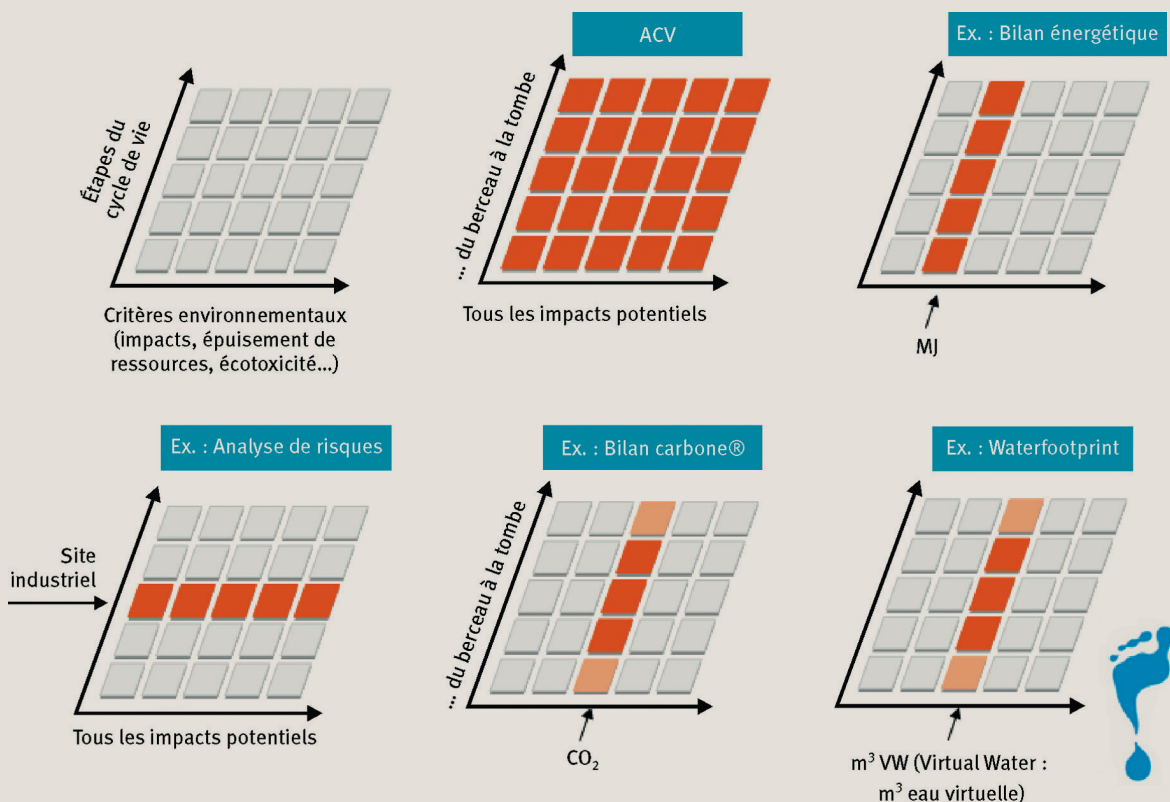 Étapes du
cycle de vie
Critères environnementaux
(impacts, épuisement de
ressources, écotoxicité...)
ACV
... du berceau à la tombe
Tous les impacts potentiels
Ex. : Bilan énergétique
MJ
Ex. : Analyse de risques
Site
industriel
Tous les impacts potentiels
Ex. : Bilan carbone®
... du berceau à la tombe
CO₂
Ex. : Waterfootprint
m³ VW (Virtual Water :
m³ eau virtuelle)